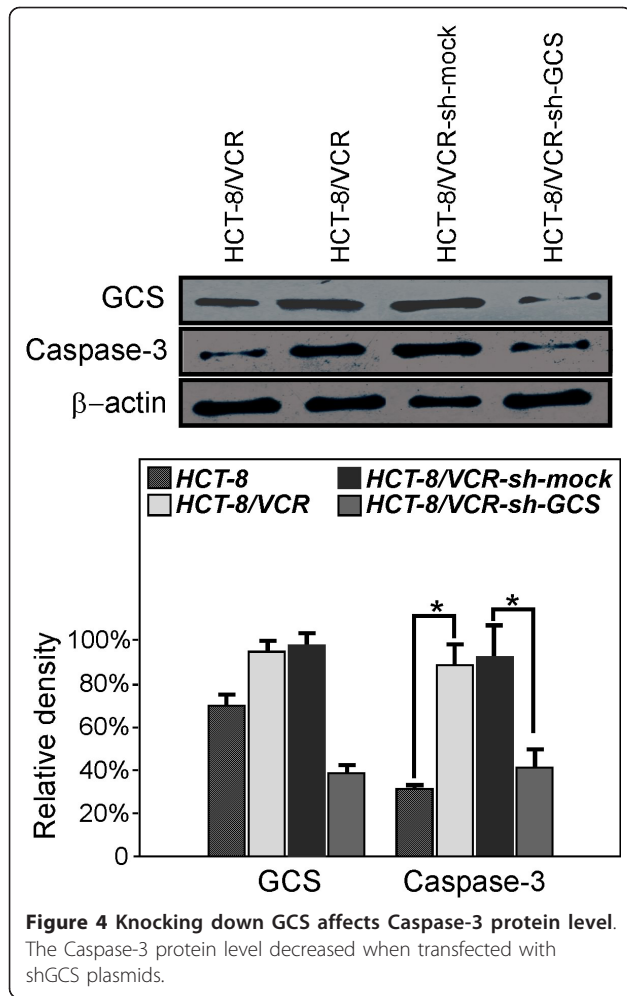 HCT-8/VCR
HCT-8/VCR
HCT-8/VCR-sh-mock
HCT-8/VCR-sh-GCS
GCS
Caspase-3
β–actin
HCT-8
HCT-8/VCR-sh-mock
HCT-8/VCR
HCT-8/VCR-sh-GCS
Relative density
100%
80%
60%
40%
20%
0
*
*
GCS
Caspase-3
Figure 4 Knocking down GCS affects Caspase-3 protein level.
The Caspase-3 protein level decreased when transfected with
shGCS plasmids.